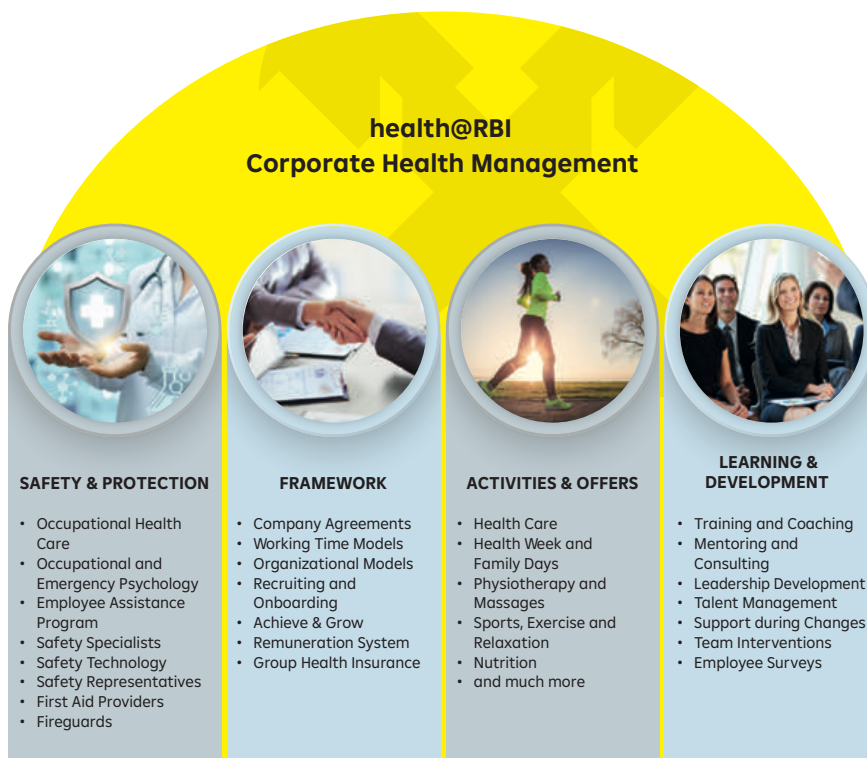 health@RBI
Corporate Health Management
SAFETY & PROTECTION
• Occupational Health
Care
• Occupational and
Emergency Psychology
• Employee Assistance
Program
• Safety Specialists
• Safety Technology
• Safety Representatives
• First Aid Providers
• Fireguards
FRAMEWORK
• Company Agreements
• Working Time Models
• Organizational Models
• Recruiting and
Onboarding
• Achieve & Grow
• Remuneration System
• Group Health Insurance
ACTIVITIES & OFFERS
• Health Care
• Health Week and
Family Days
• Physiotherapy and
Massages
• Sports, Exercise and
Relaxation
• Nutrition
• and much more
LEARNING &
DEVELOPMENT
• Training and Coaching
• Mentoring and
Consulting
• Leadership Development
• Talent Management
• Support during Changes
• Team Interventions
• Employee Surveys